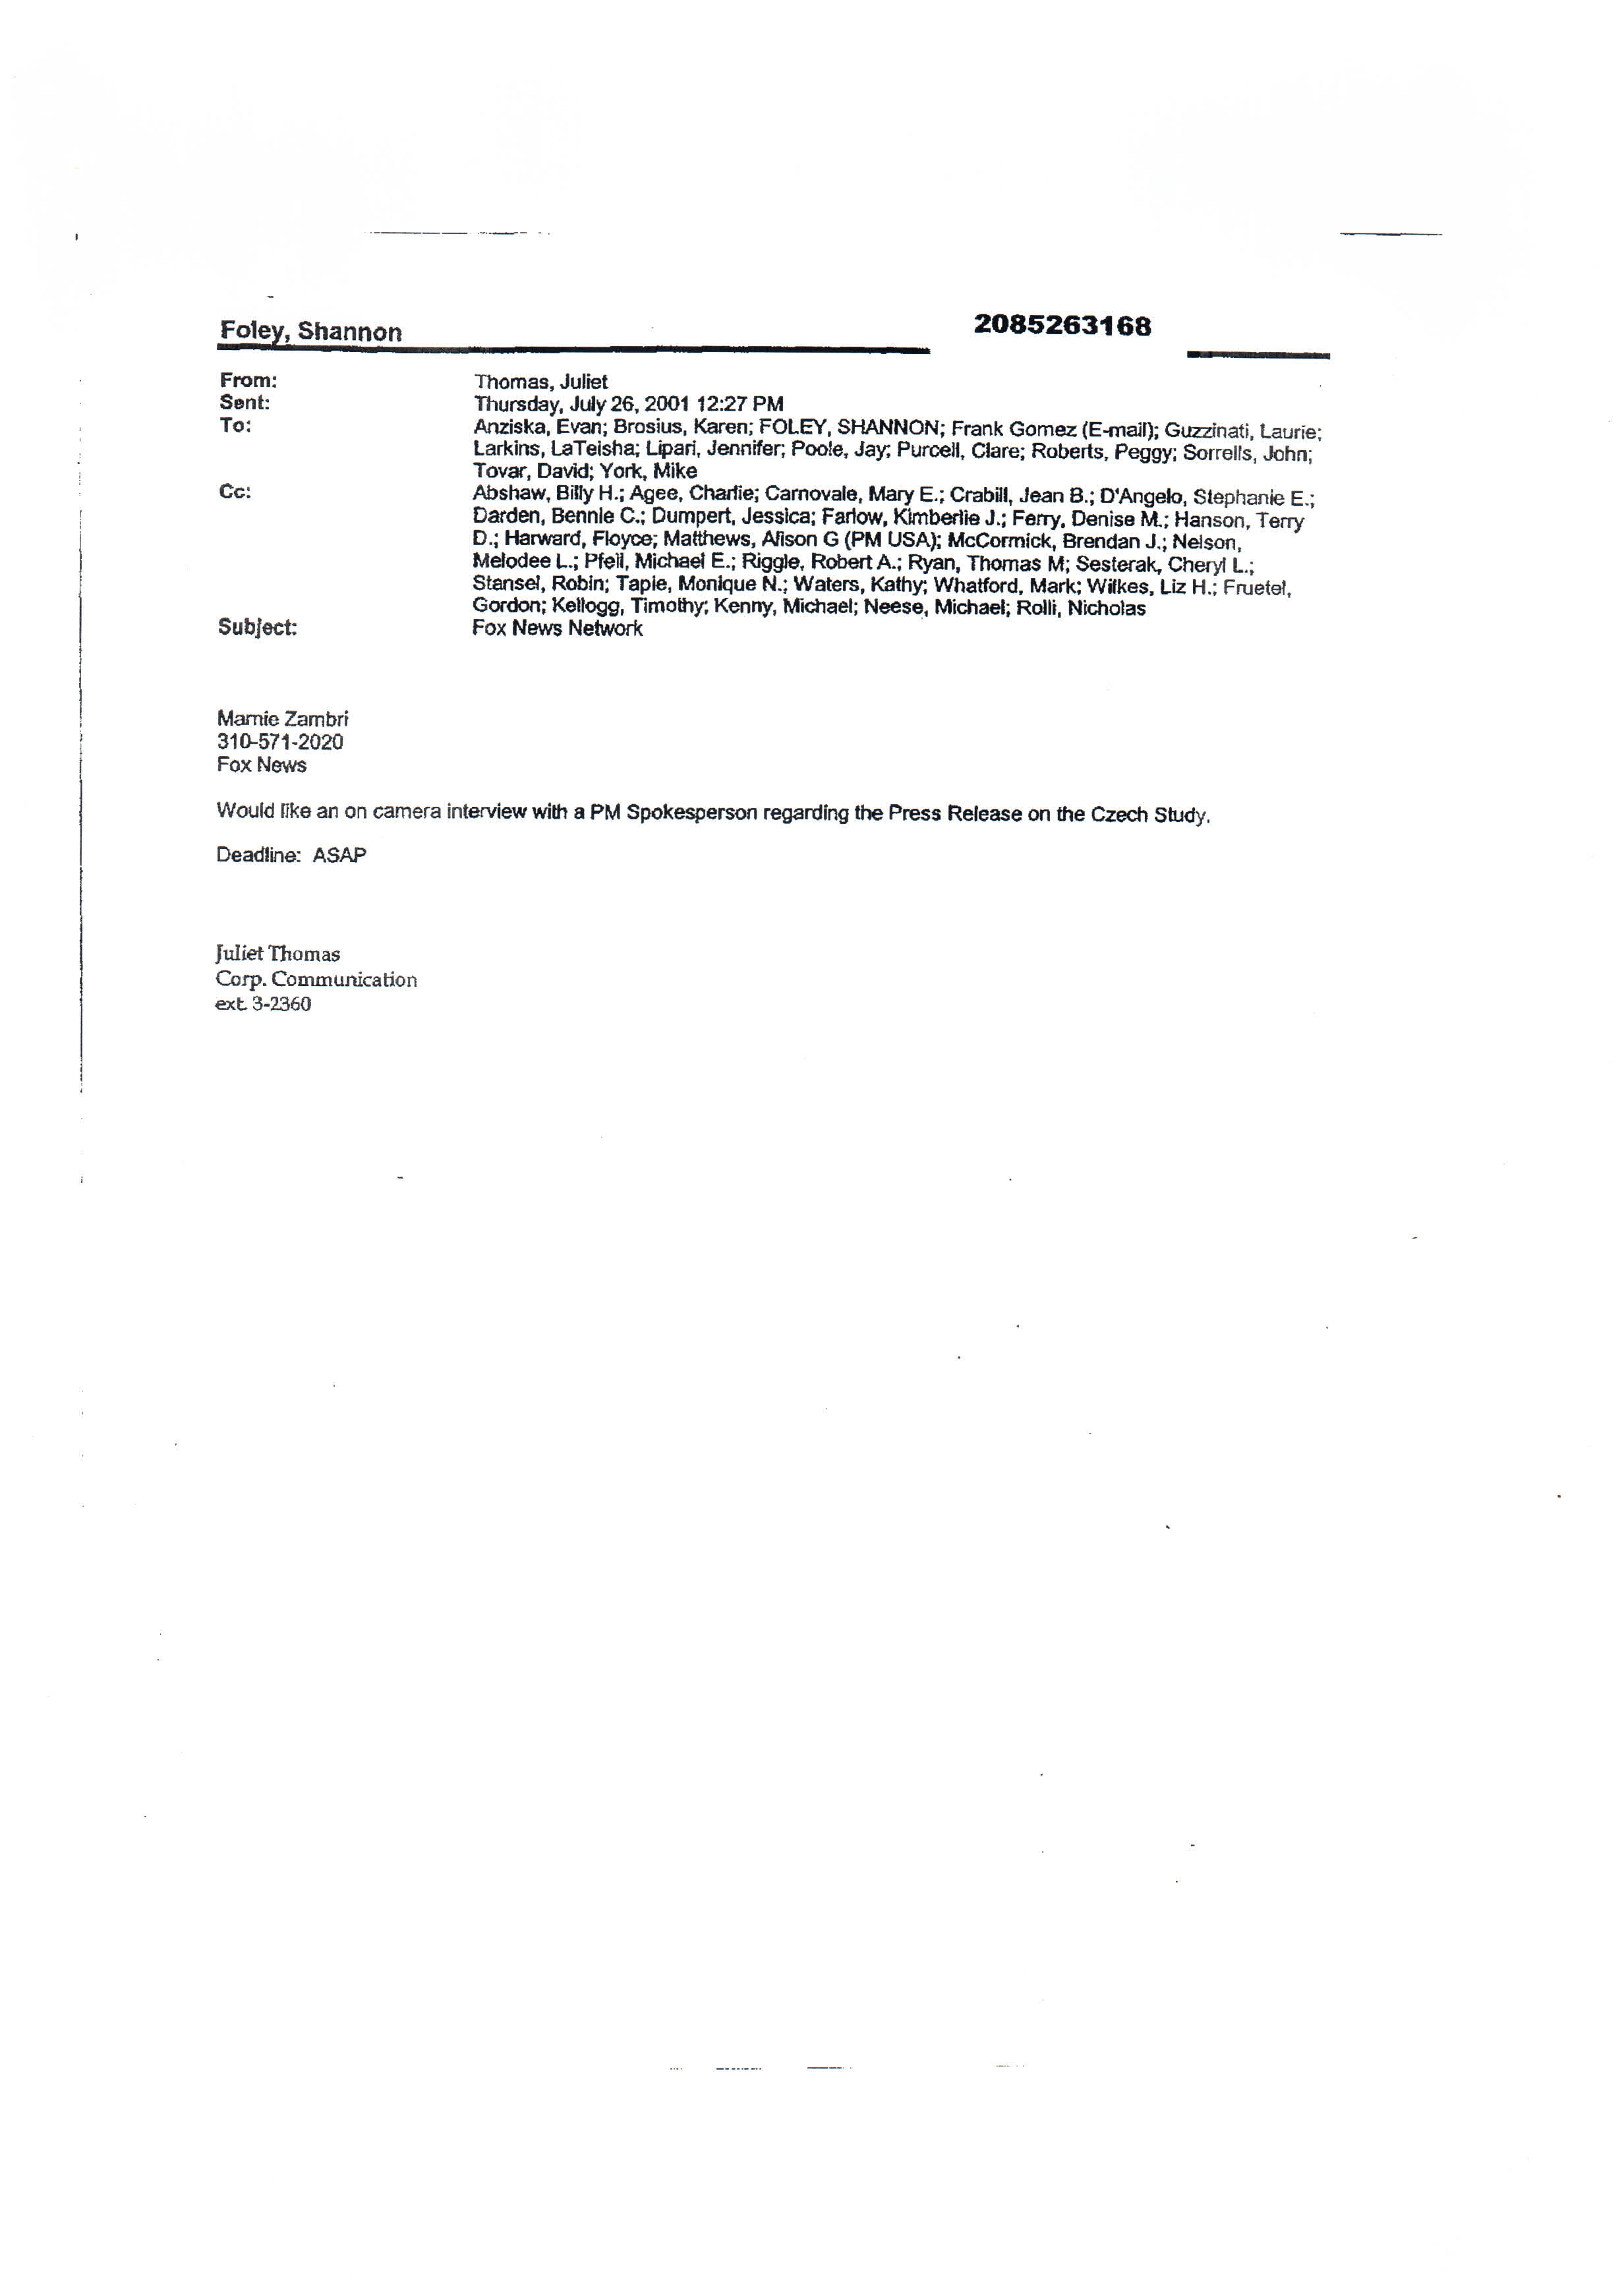 Foley, Shannon
2085263168
From: Thomas, Juliet
Sent: Thursday, July 26, 2001 12:27 PM
To: Anziska, Evan; Brosius, Karen; FOLEY, SHANNON; Frank Gomez (E-mail); Guzzinati, Laurie;
Larkins, LaTeisha; Lipari, Jennifer; Poole, Jay; Purcell, Clare; Roberts, Peggy; Sorrells, John;
Tovar, David; York, Mike
Cc: Abshaw, Billy H.; Agee, Charlie; Carnovale, Mary E.; Crabill, Jean B.; D'Angelo, Stephanie E.;
Darden, Bennie C.; Dumpert, Jessica; Farlow, Kimberlie J.; Ferry, Denise M.; Hanson, Terry
D.; Harward, Floyce; Matthews, Alison G (PM USA); McCormick, Brendan J.; Nelson,
Melodee L.; Pfeil, Michael E.; Riggle, Robert A.; Ryan, Thomas M; Sesterak, Cheryl L.;
Stansel, Robin; Tapie, Monique N.; Waters, Kathy; Whatford, Mark; Wilkes, Liz H.; Fruetel,
Gordon; Kellogg, Timothy; Kenny, Michael; Neese, Michael; Rolli, Nicholas
Subject: Fox News Network
Marnie Zambri
310-571-2020
Fox News
Would like an on camera interview with a PM Spokesperson regarding the Press Release on the Czech Study.
Deadline: ASAP
Juliet Thomas
Corp. Communication
ext. 3-2360